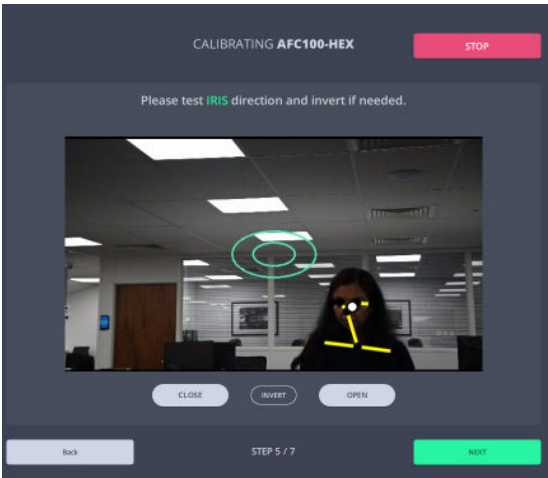 CALIBRATING AFC100-HEX
STOP
Please test IRIS direction and invert if needed.
CLOSE
INVERT
OPEN
Back
STEP 5 / 7
NEXT